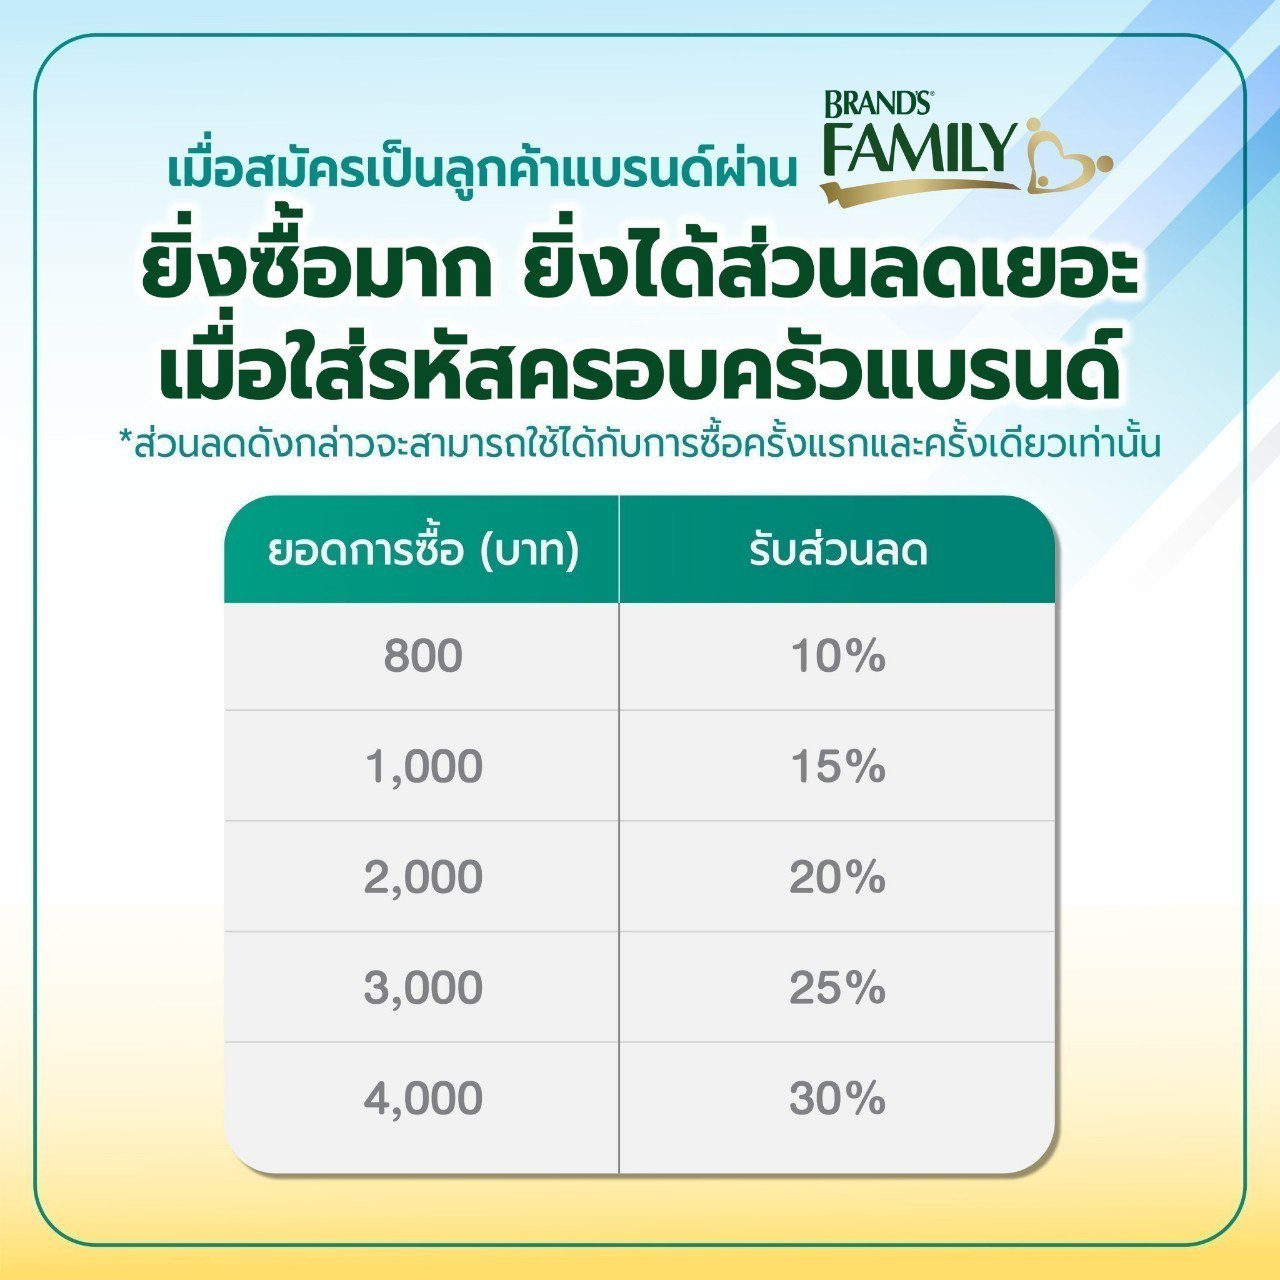 BRAND'S®
FAMILY
เมื่อสมัครเป็นลูกค้าแบรนด์ผ่าน
ยิ่งซื้อมาก ยิ่งได้ส่วนลดเยอะ
เมื่อใส่รหัสครอบครัวแบรนด์
*ส่วนลดดังกล่าวจะสามารถใช้ได้กับการซื้อครั้งแรกและครั้งเดียวเท่านั้น
ยอดการซื้อ (บาท) รับส่วนลด
800 10%
1,000 15%
2,000 20%
3,000 25%
4,000 30%